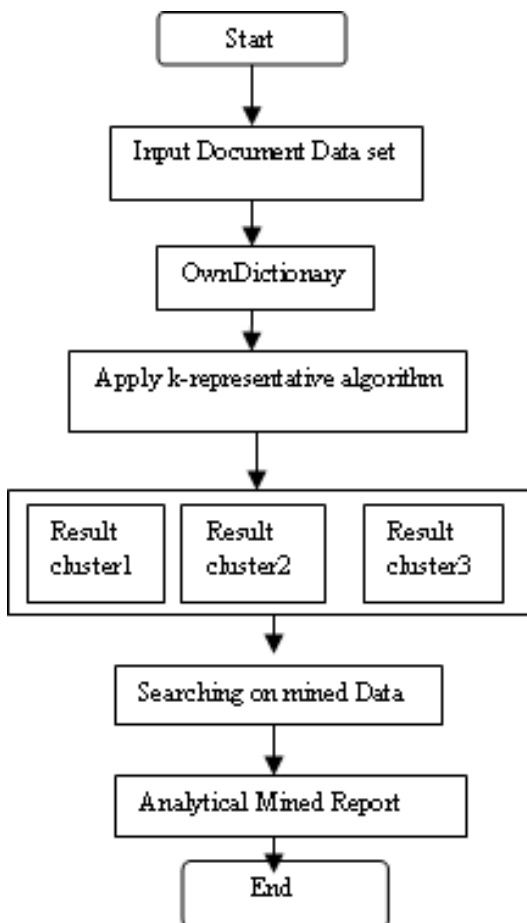 Start
Input Document Data set
OwnDictionary
Apply k-representative algorithm
Result
cluster1
Result
cluster2
Result
cluster3
Searching on mined Data
Analytical Mined Report
End